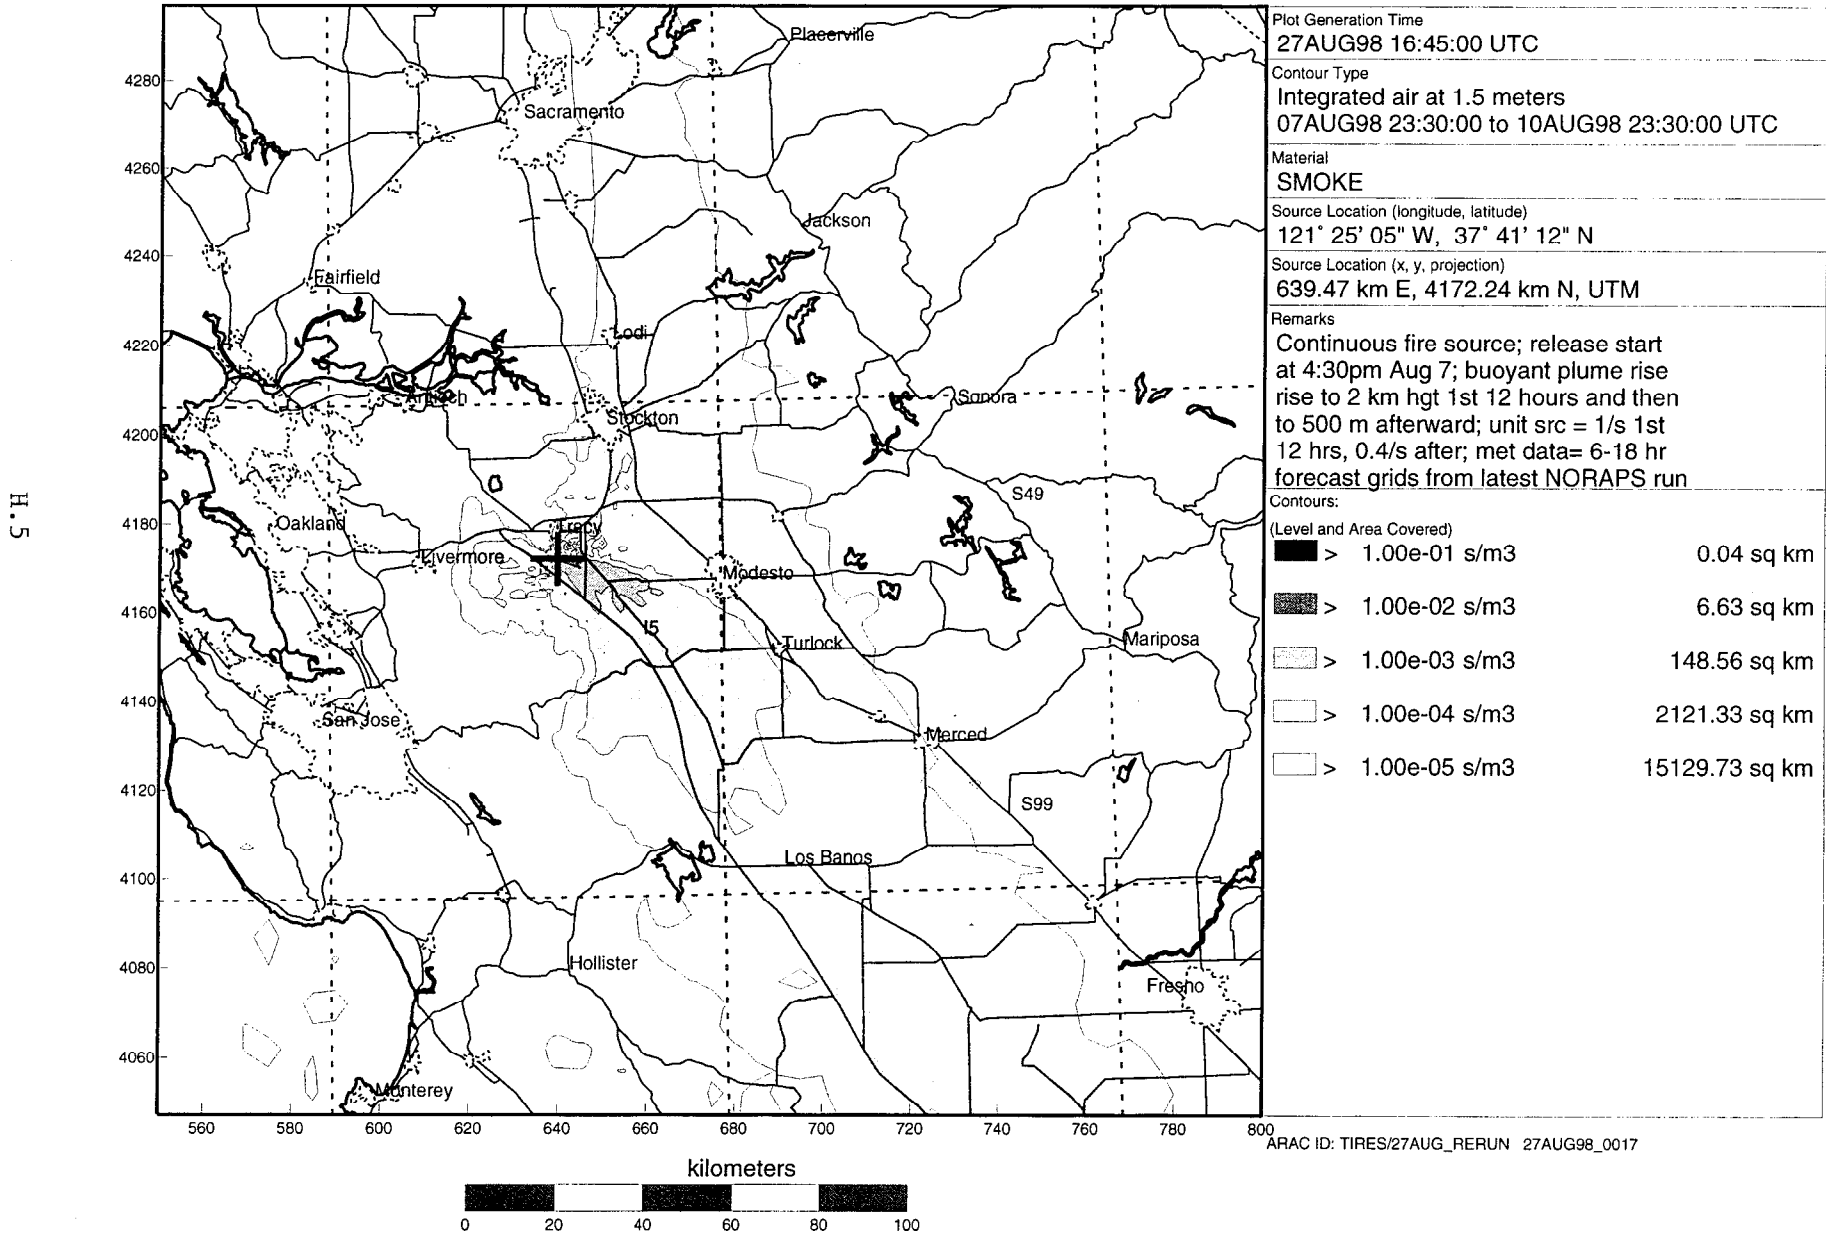 H.5
Placerville
4280
Sacramento
4260
Jackson
4240
Fairfield
Lodi
4220
Antioch
Sonora
Stockton
4200
S49
Oakland
Tracy
4180
Livermore
Modesto
4160
I5
Turlock
Mariposa
4140
San Jose
Merced
4120
S99
Los Banos
4100
4080
Hollister
Fresno
4060
Monterey
560 580 600 620 640 660 680 700 720 740 760 780 800
kilometers
0 20 40 60 80 100
Plot Generation Time
27AUG98 16:45:00 UTC
Contour Type
Integrated air at 1.5 meters
07AUG98 23:30:00 to 10AUG98 23:30:00 UTC
Material
SMOKE
Source Location (longitude, latitude)
121° 25' 05" W, 37° 41' 12" N
Source Location (x, y, projection)
639.47 km E, 4172.24 km N, UTM
Remarks
Continuous fire source; release start
at 4:30pm Aug 7; buoyant plume rise
rise to 2 km hgt 1st 12 hours and then
to 500 m afterward; unit src = 1/s 1st
12 hrs, 0.4/s after; met data= 6-18 hr
forecast grids from latest NORAPS run
Contours:
(Level and Area Covered)
> 1.00e-01 s/m3 0.04 sq km
> 1.00e-02 s/m3 6.63 sq km
> 1.00e-03 s/m3 148.56 sq km
> 1.00e-04 s/m3 2121.33 sq km
> 1.00e-05 s/m3 15129.73 sq km
ARAC ID: TIRES/27AUG_RERUN 27AUG98_0017